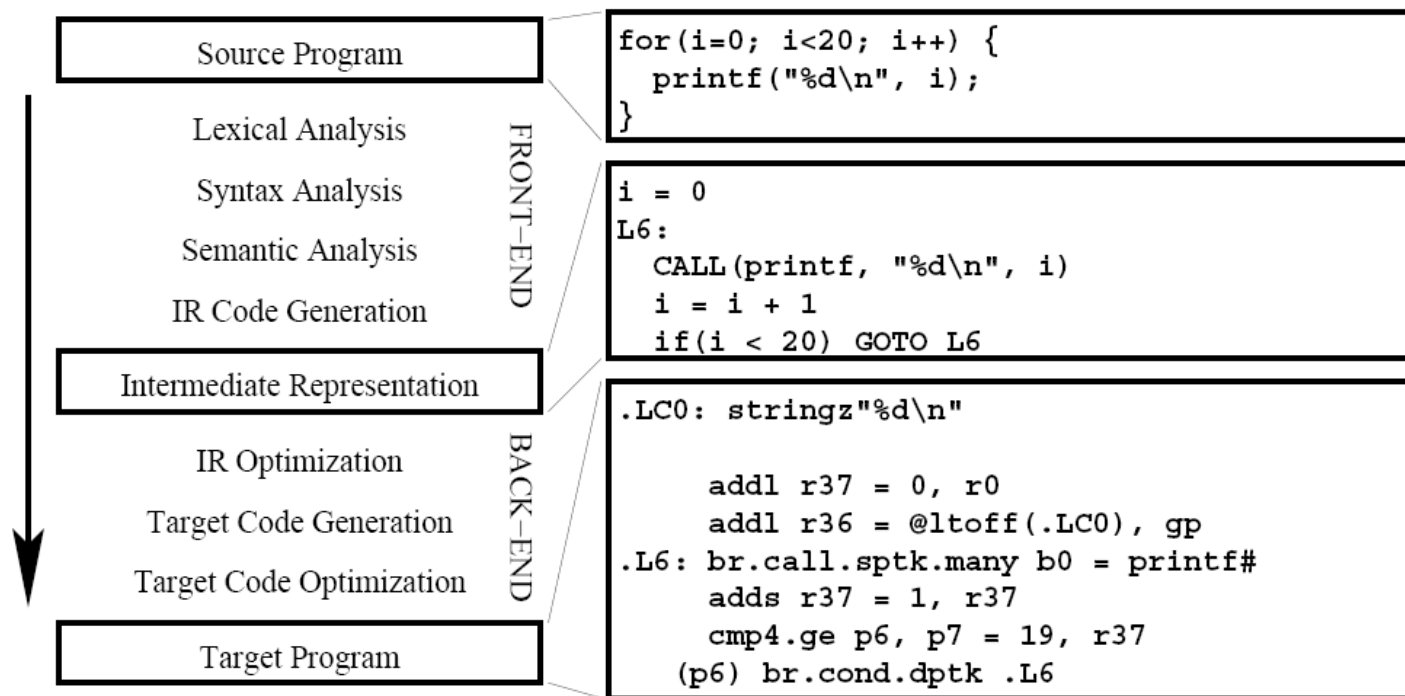 Source Program
Lexical Analysis
Syntax Analysis
Semantic Analysis
IR Code Generation
FRONT-END
Intermediate Representation
IR Optimization
Target Code Generation
Target Code Optimization
BACK-END
Target Program
for(i=0; i<20; i++) {
  printf("%d\n", i);
}
i = 0
L6:
  CALL(printf, "%d\n", i)
  i = i + 1
  if(i < 20) GOTO L6
.LC0: stringz"%d\n"
     addl r37 = 0, r0
     addl r36 = @ltoff(.LC0), gp
.L6: br.call.sptk.many b0 = printf#
     adds r37 = 1, r37
     cmp4.ge p6, p7 = 19, r37
   (p6) br.cond.dptk .L6